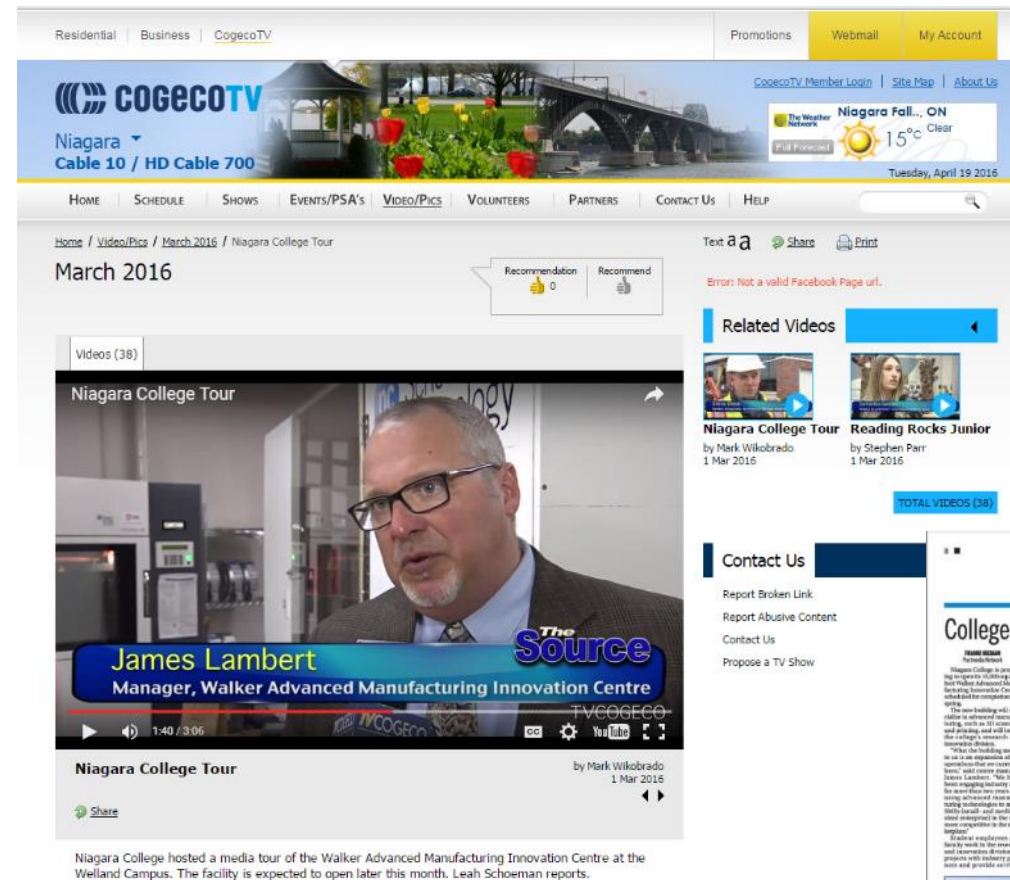 Residential
Business
CogecoTV
Promotions
Webmail
My Account
COGECOTV
Niagara
Cable 10 / HD Cable 700
CogecoTV Member Login | Site Map | About Us
The Weather Network
Niagara Fall..., ON
15°C Clear
Full Forecast
Tuesday, April 19 2016
HOME
SCHEDULE
SHOWS
EVENTS/PSA'S
VIDEO/PICS
VOLUNTEERS
PARTNERS
CONTACT US
HELP
Home / Video/Pics / March 2016 / Niagara College Tour
Text a a
Share
Print
March 2016
Recommendation
0
Recommend
Error: Not a valid Facebook Page url.
Related Videos
Niagara College Tour
by Mark Wikobrado
1 Mar 2016
Reading Rocks Junior
by Stephen Parr
1 Mar 2016
TOTAL VIDEOS (38)
Videos (38)
Niagara College Tour
The Source
James Lambert
Manager, Walker Advanced Manufacturing Innovation Centre
TVCOGECO
1:40 / 3:06
CC
YouTube
Niagara College Tour
by Mark Wikobrado
1 Mar 2016
Share
Niagara College hosted a media tour of the Walker Advanced Manufacturing Innovation Centre at the
Welland Campus. The facility is expected to open later this month. Leah Schoeman reports.
Contact Us
Report Broken Link
Report Abusive Content
Contact Us
Propose a TV Show
College